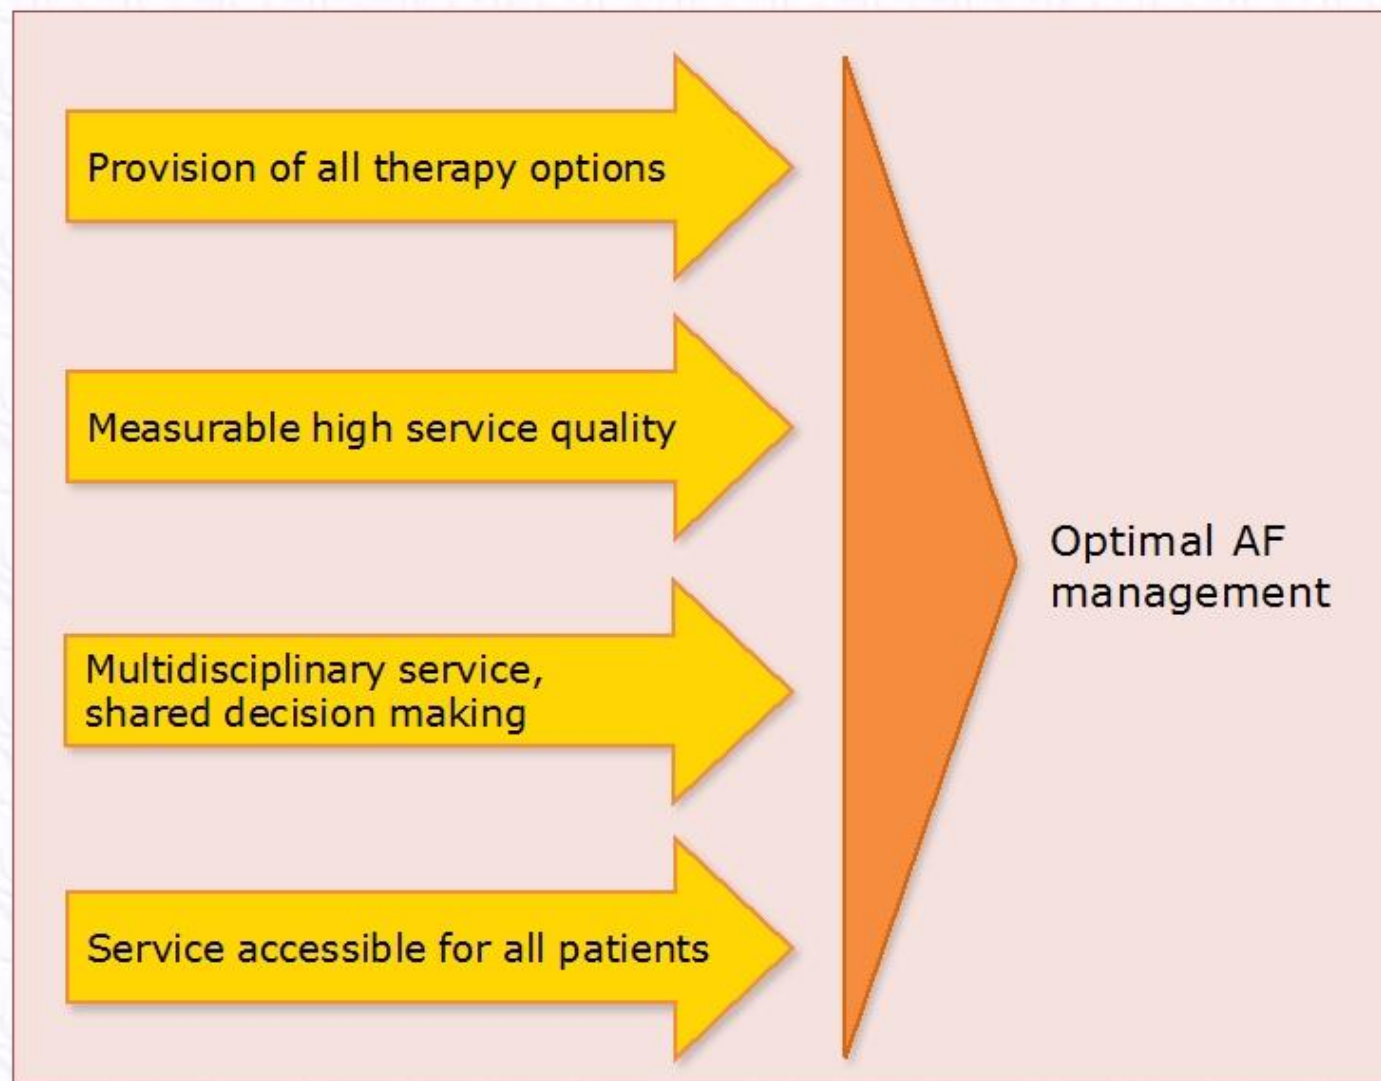 Provision of all therapy options
Measurable high service quality
Multidisciplinary service,
shared decision making
Service accessible for all patients
Optimal AF
management